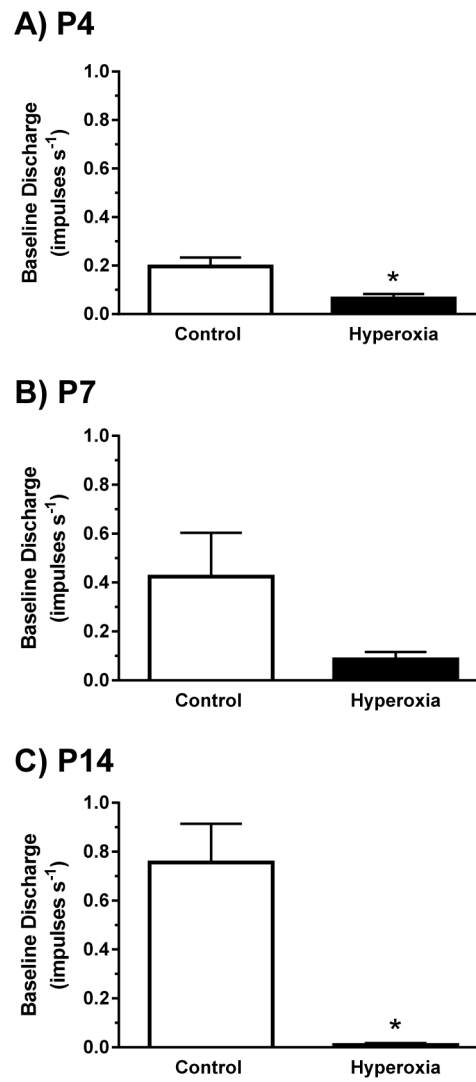 A) P4
Baseline Discharge
(impulses s⁻¹)
1.0
0.8
0.6
0.4
0.2
0.0
*
Control Hyperoxia
B) P7
Baseline Discharge
(impulses s⁻¹)
1.0
0.8
0.6
0.4
0.2
0.0
Control Hyperoxia
C) P14
Baseline Discharge
(impulses s⁻¹)
1.0
0.8
0.6
0.4
0.2
0.0
*
Control Hyperoxia